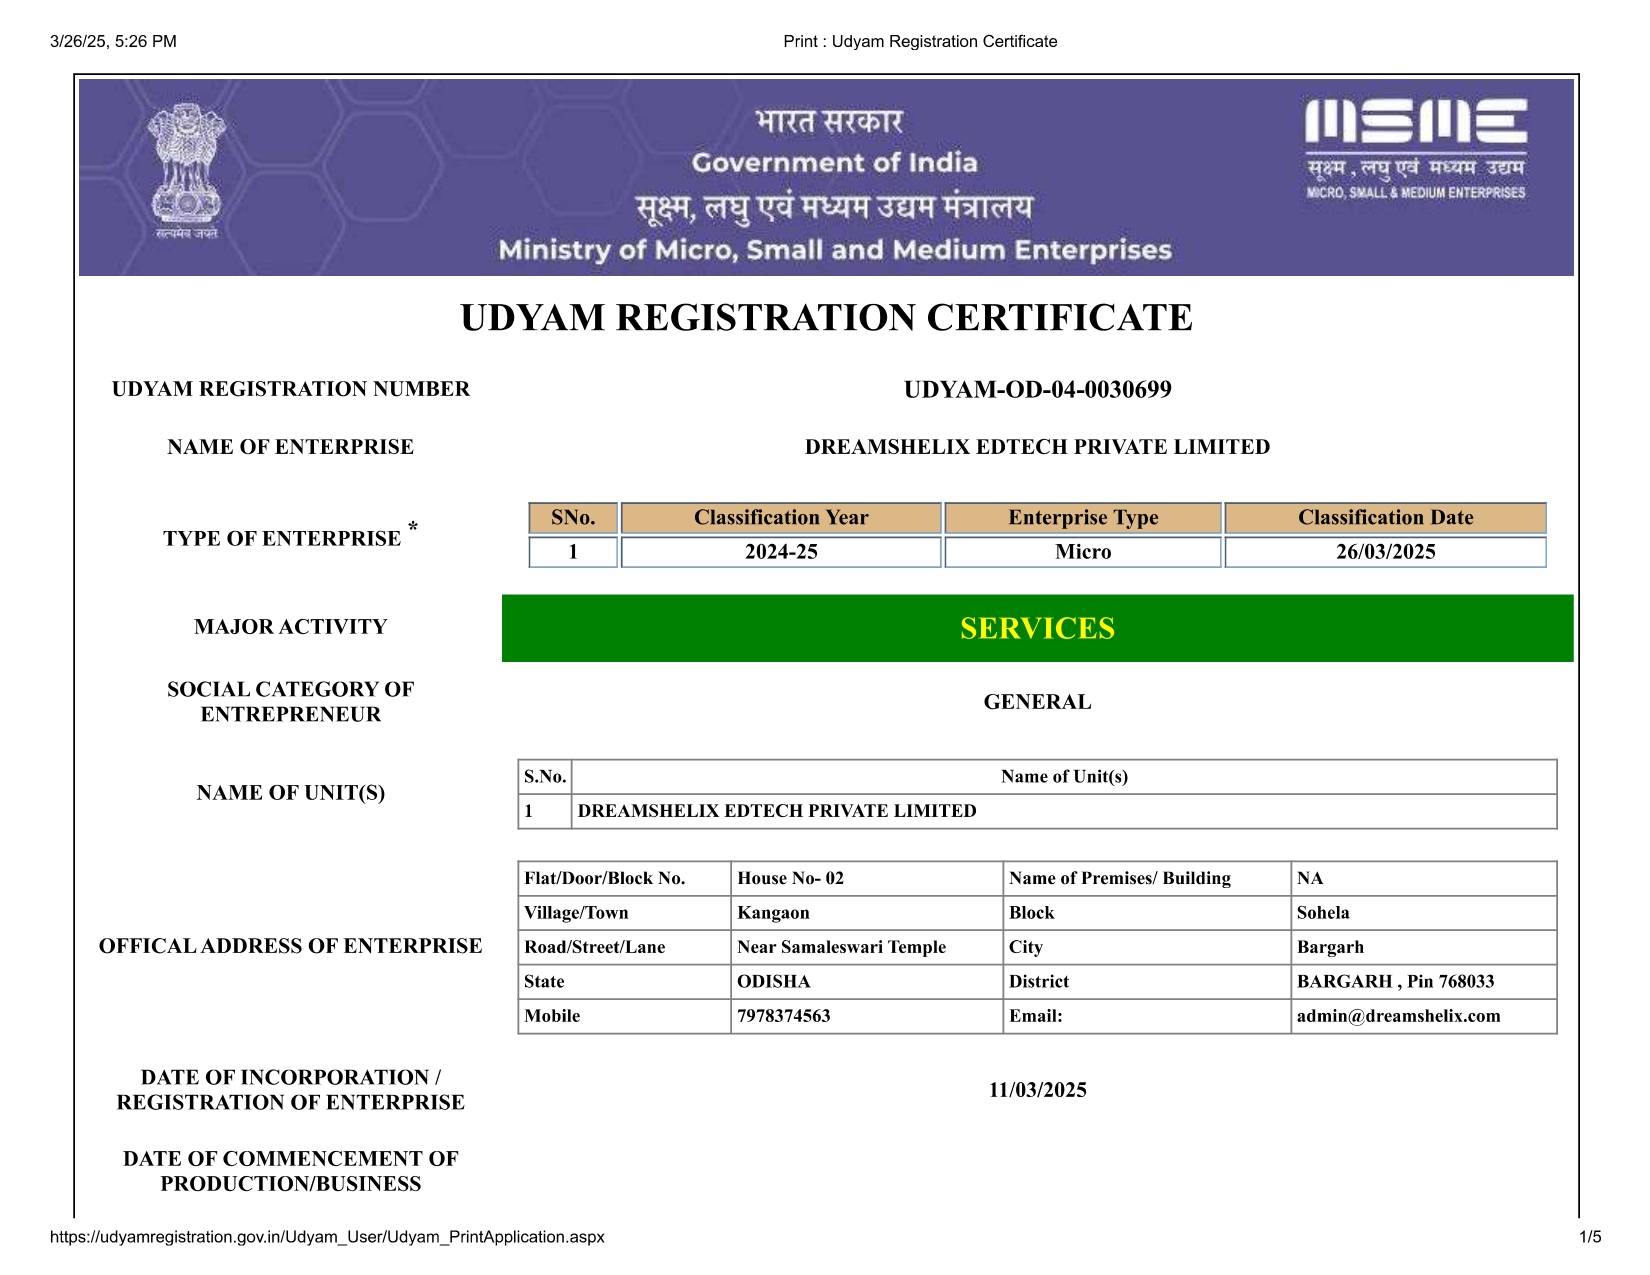 3/26/25, 5:26 PM Print : Udyam Registration Certificate
भारत सरकार
Government of India
सूक्ष्म, लघु एवं मध्यम उद्यम मंत्रालय
Ministry of Micro, Small and Medium Enterprises
सत्यमेव जयते
MSME
सूक्ष्म , लघु एवं मध्यम उद्यम
MICRO, SMALL & MEDIUM ENTERPRISES
UDYAM REGISTRATION CERTIFICATE
UDYAM REGISTRATION NUMBER UDYAM-OD-04-0030699
NAME OF ENTERPRISE DREAMSHELIX EDTECH PRIVATE LIMITED
TYPE OF ENTERPRISE *
SNo. Classification Year Enterprise Type Classification Date
1 2024-25 Micro 26/03/2025
MAJOR ACTIVITY SERVICES
SOCIAL CATEGORY OF
ENTREPRENEUR
GENERAL
NAME OF UNIT(S)
S.No. Name of Unit(s)
1 DREAMSHELIX EDTECH PRIVATE LIMITED
OFFICAL ADDRESS OF ENTERPRISE
Flat/Door/Block No. House No- 02 Name of Premises/ Building NA
Village/Town Kangaon Block Sohela
Road/Street/Lane Near Samaleswari Temple City Bargarh
State ODISHA District BARGARH , Pin 768033
Mobile 7978374563 Email: admin@dreamshelix.com
DATE OF INCORPORATION /
REGISTRATION OF ENTERPRISE
11/03/2025
DATE OF COMMENCEMENT OF
PRODUCTION/BUSINESS
https://udyamregistration.gov.in/Udyam_User/Udyam_PrintApplication.aspx 1/5